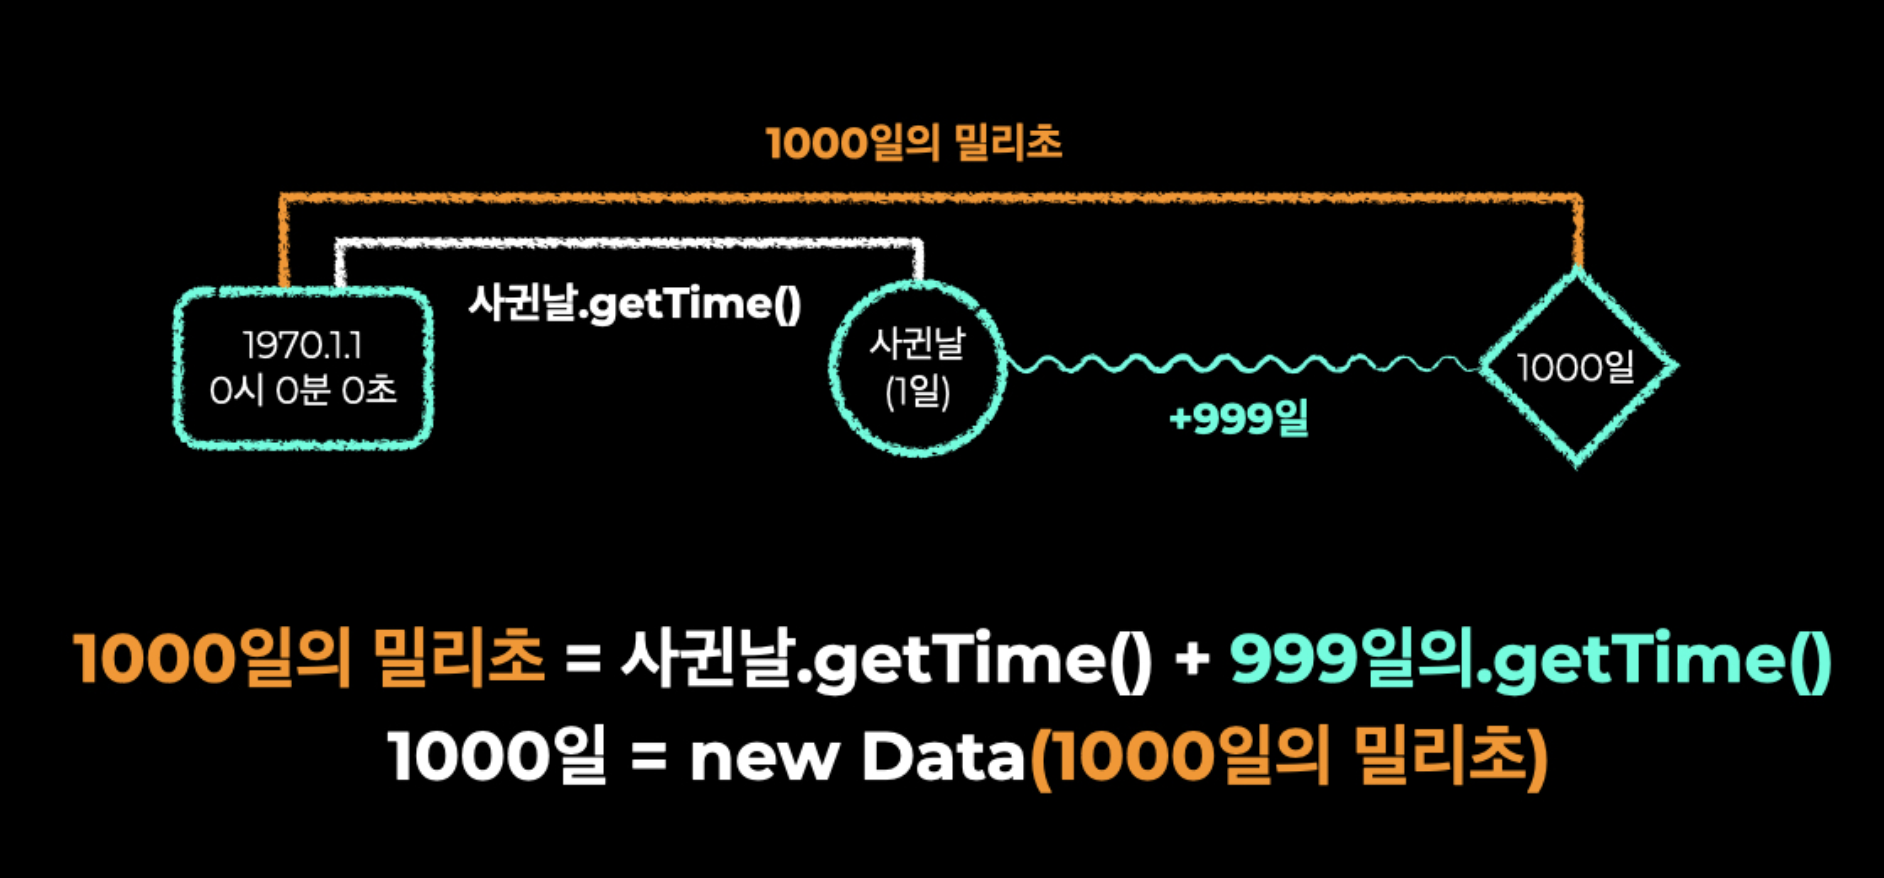 1000일의 밀리초
사귄날.getTime()
1970.1.1
0시 0분 0초
사귄날
(1일)
+999일
1000일
1000일의 밀리초 = 사귄날.getTime() + 999일의.getTime()
1000일 = new Data(1000일의 밀리초)